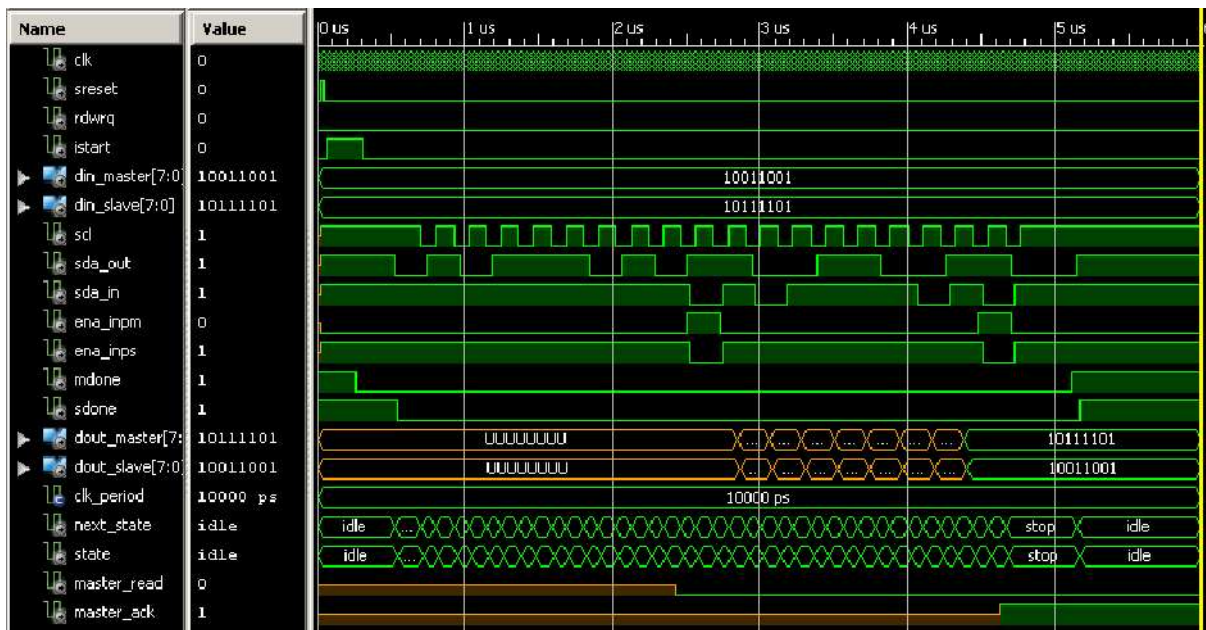 Name Value 0 us 1 us 2 us 3 us 4 us 5 us
clk 0
sreset 0
rdwrq 0
istart 0
din_master[7:0 10011001 10011001
din_slave[7:0] 10111101 10111101
scl 1
sda_out 1
sda_in 1
ena_inpm 0
ena_inps 1
mdone 1
sdone 1
dout_master[7: 10111101 UUUUUUUU ... ... ... ... ... ... ... 10111101
dout_slave[7:0] 10011001 UUUUUUUU ... ... ... ... ... ... ... 10011001
clk_period 10000 ps 10000 ps
next_state idle idle ... stop idle
state idle idle ... stop idle
master_read 0
master_ack 1